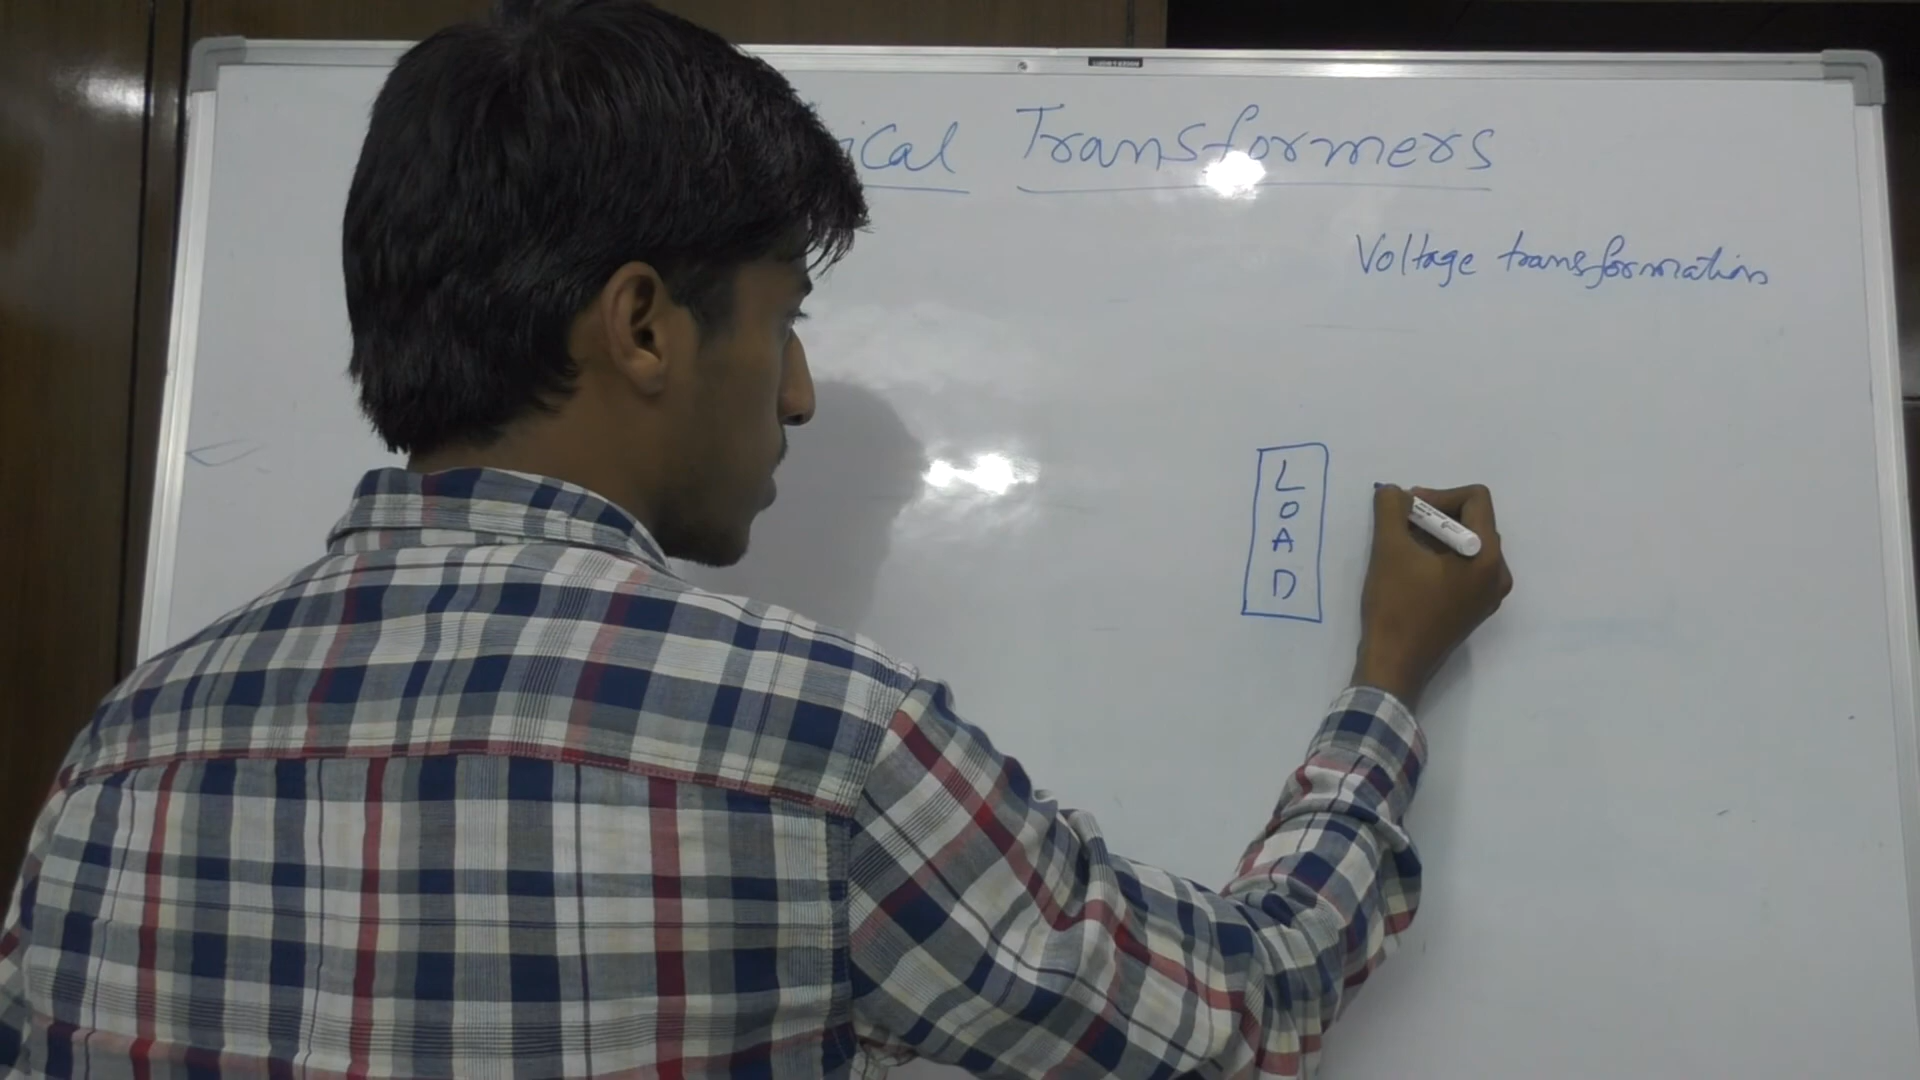 ical Transformers
Voltage transformation
L
O
A
D